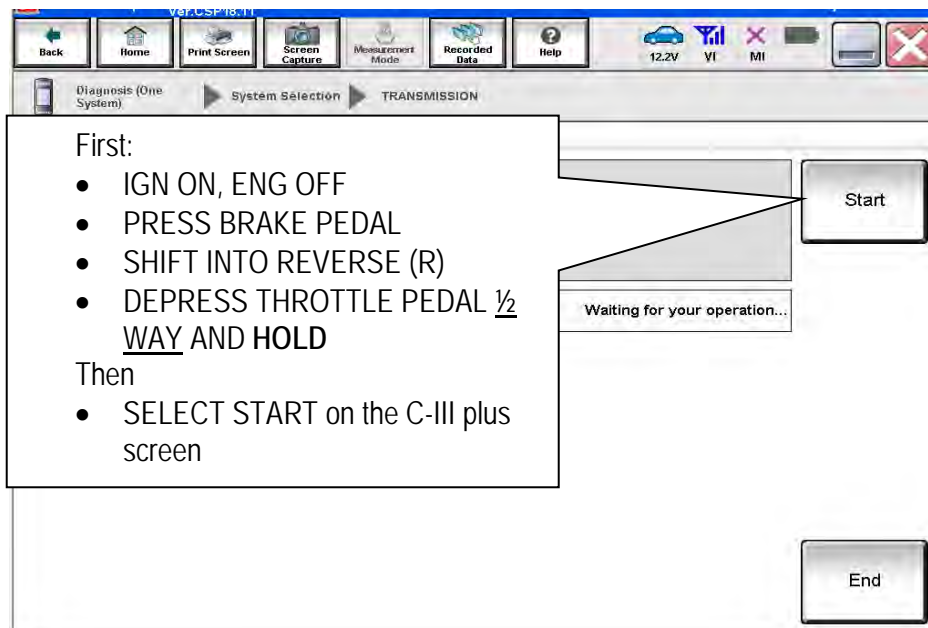 Ver.CSP18.11
Back
Home
Print Screen
Screen
Capture
Measurement
Mode
Recorded
Data
Help
12.2V
VI
MI
Diagnosis (One
System)
System Selection
TRANSMISSION
First:
• IGN ON, ENG OFF
• PRESS BRAKE PEDAL
• SHIFT INTO REVERSE (R)
• DEPRESS THROTTLE PEDAL ½
WAY AND HOLD
Then
• SELECT START on the C-III plus
screen
Start
Waiting for your operation...
End